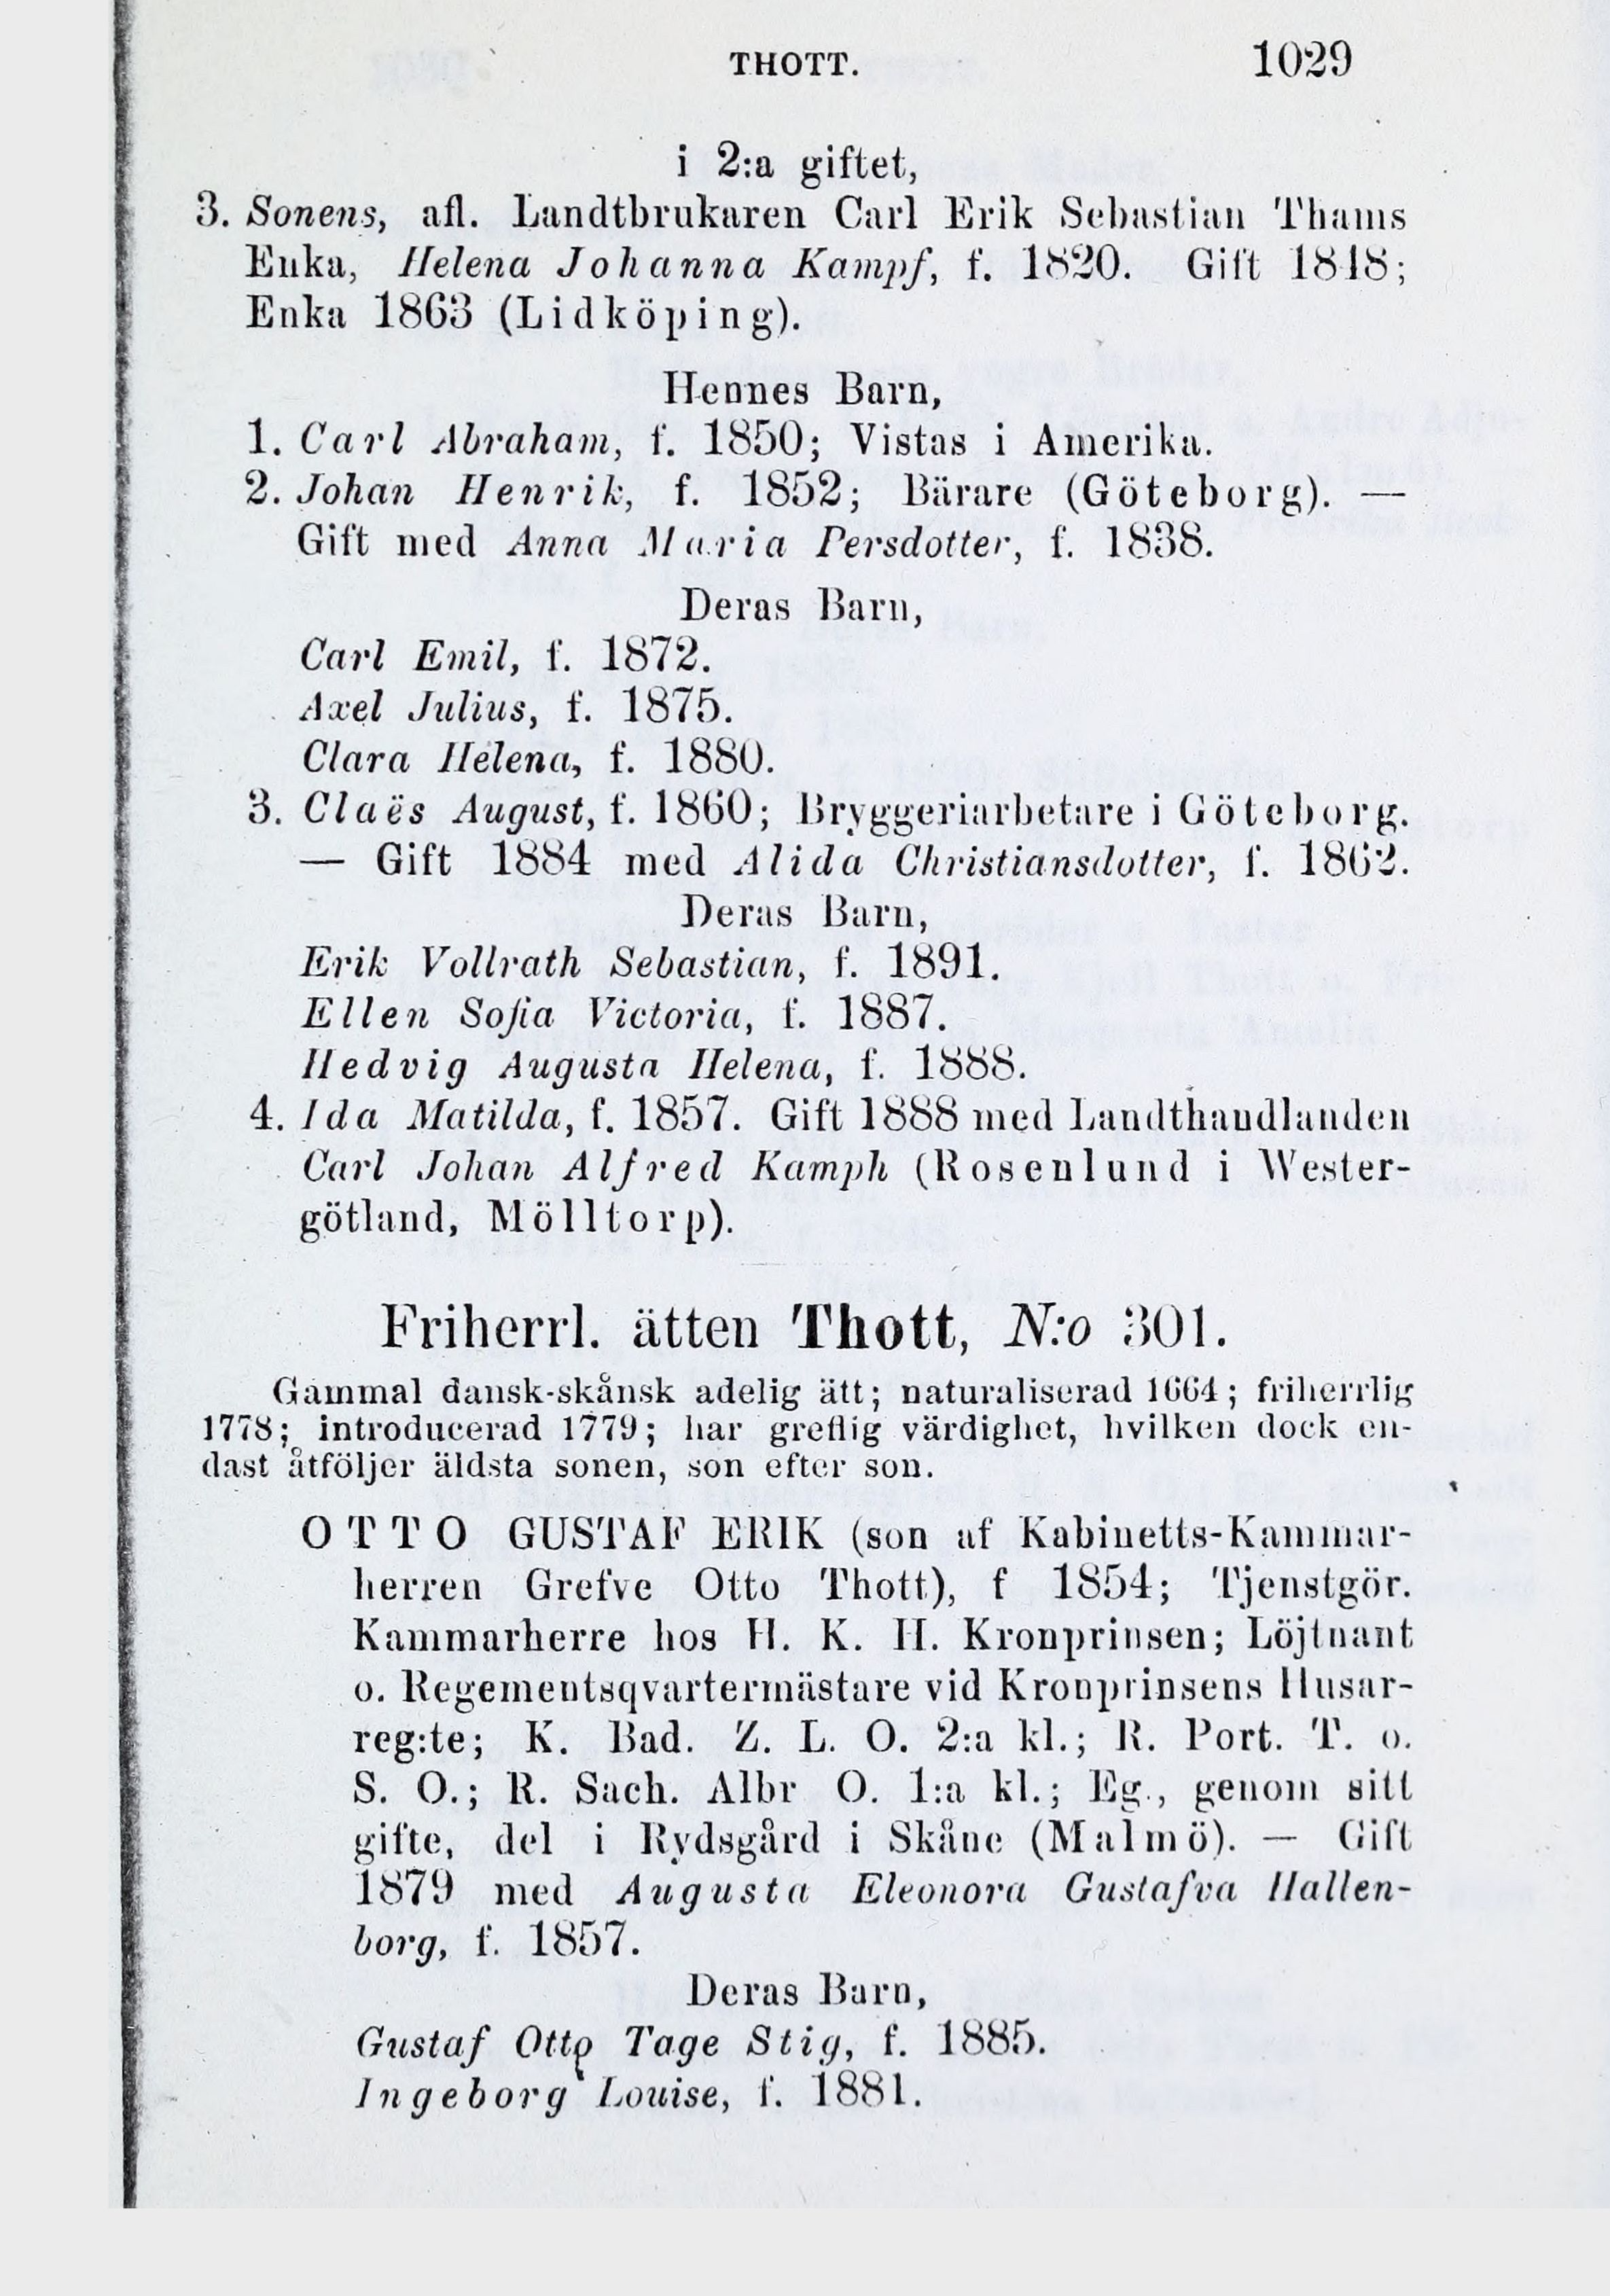 THOTT. 1029
i 2:a giftet,
3. Sonens, afl. Landtbrukaren Carl Erik Sebastian Thams
Enka, Helena Johanna Kampf, f. 1820. Gift 1848;
Enka 1863 (Lidköping).
Hennes Barn,
1. Carl Abraham, f. 1850; Vistas i Amerika.
2. Johan Henrik, f. 1852; Bärare (Göteborg). —
Gift med Anna Maria Persdotter, f. 1838.
Deras Barn,
Carl Emil, f. 1872.
Axel Julius, f. 1875.
Clara Helena, f. 1880.
3. Claës August, f. 1860; Bryggeriarbetare i Göteborg.
— Gift 1884 med Alida Christiansdotter, f. 1862.
Deras Barn,
Erik Vollrath Sebastian, f. 1891.
Ellen Sofia Victoria, f. 1887.
Hedvig Augusta Helena, f. 1888.
4. Ida Matilda, f. 1857. Gift 1888 med Landthandlanden
Carl Johan Alfred Kamph (Rosenlund i Wester-
götland, Mölltorp).
Friherrl. ätten Thott, N:o 301.
Gammal dansk-skånsk adelig ätt; naturaliserad 1664; friherrlig
1778; introducerad 1779; har greflig värdighet, hvilken dock en-
dast åtföljer äldsta sonen, son efter son.
OTTO GUSTAF ERIK (son af Kabinetts-Kammar-
herren Grefve Otto Thott), f 1854; Tjenstgör.
Kammarherre hos H. K. H. Kronprinsen; Löjtnant
o. Regementsqvartermästare vid Kronprinsens Husar-
reg:te; K. Bad. Z. L. O. 2:a kl.; R. Port. T. o.
S. O.; R. Sach. Albr O. 1:a kl.; Eg., genom sitt
gifte, del i Rydsgård i Skåne (Malmö). — Gift
1879 med Augusta Eleonora Gustafva Hallen-
borg, f. 1857.
Deras Barn,
Gustaf Otto Tage Stig, f. 1885.
Ingeborg Louise, f. 1881.